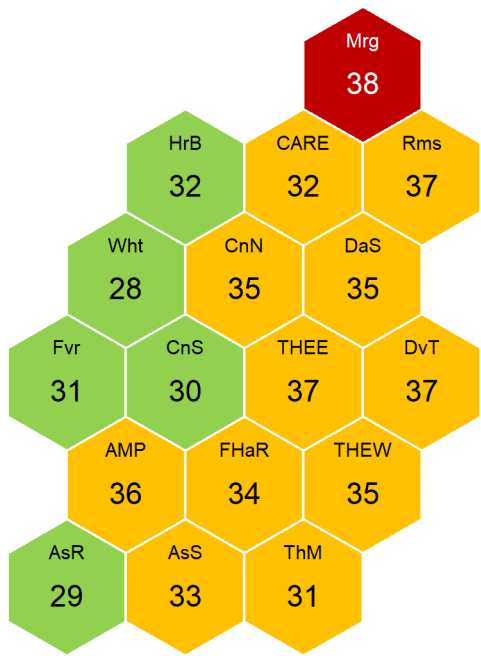 Mrg
38
HrB
32
CARE
32
Rms
37
Wht
28
CnN
35
DaS
35
Fvr
31
CnS
30
THEE
37
DvT
37
AMP
36
FHaR
34
THEW
35
AsR
29
AsS
33
ThM
31